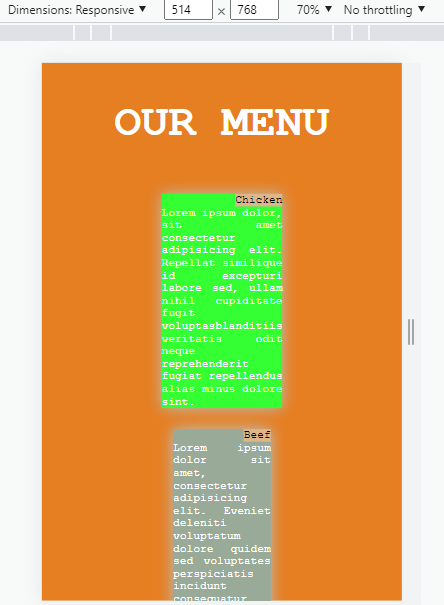 Dimensions: Responsive ▼ 514 × 768 70% ▼ No throttling ▼
OUR MENU
Chicken
Lorem ipsum dolor,
sit amet
consectetur
adipisicing elit.
Repellat similique
id excepturi
labore sed, ullam
nihil cupiditate
fugit
voluptasblanditiis
veritatis odit
neque
reprehenderit
fugiat repellendus
alias minus dolore
sint.
Beef
Lorem ipsum
dolor sit
amet,
consectetur
adipisicing
elit. Eveniet
deleniti
voluptatum
dolore quidem
sed voluptates
perspiciatis
incidunt
consequatur